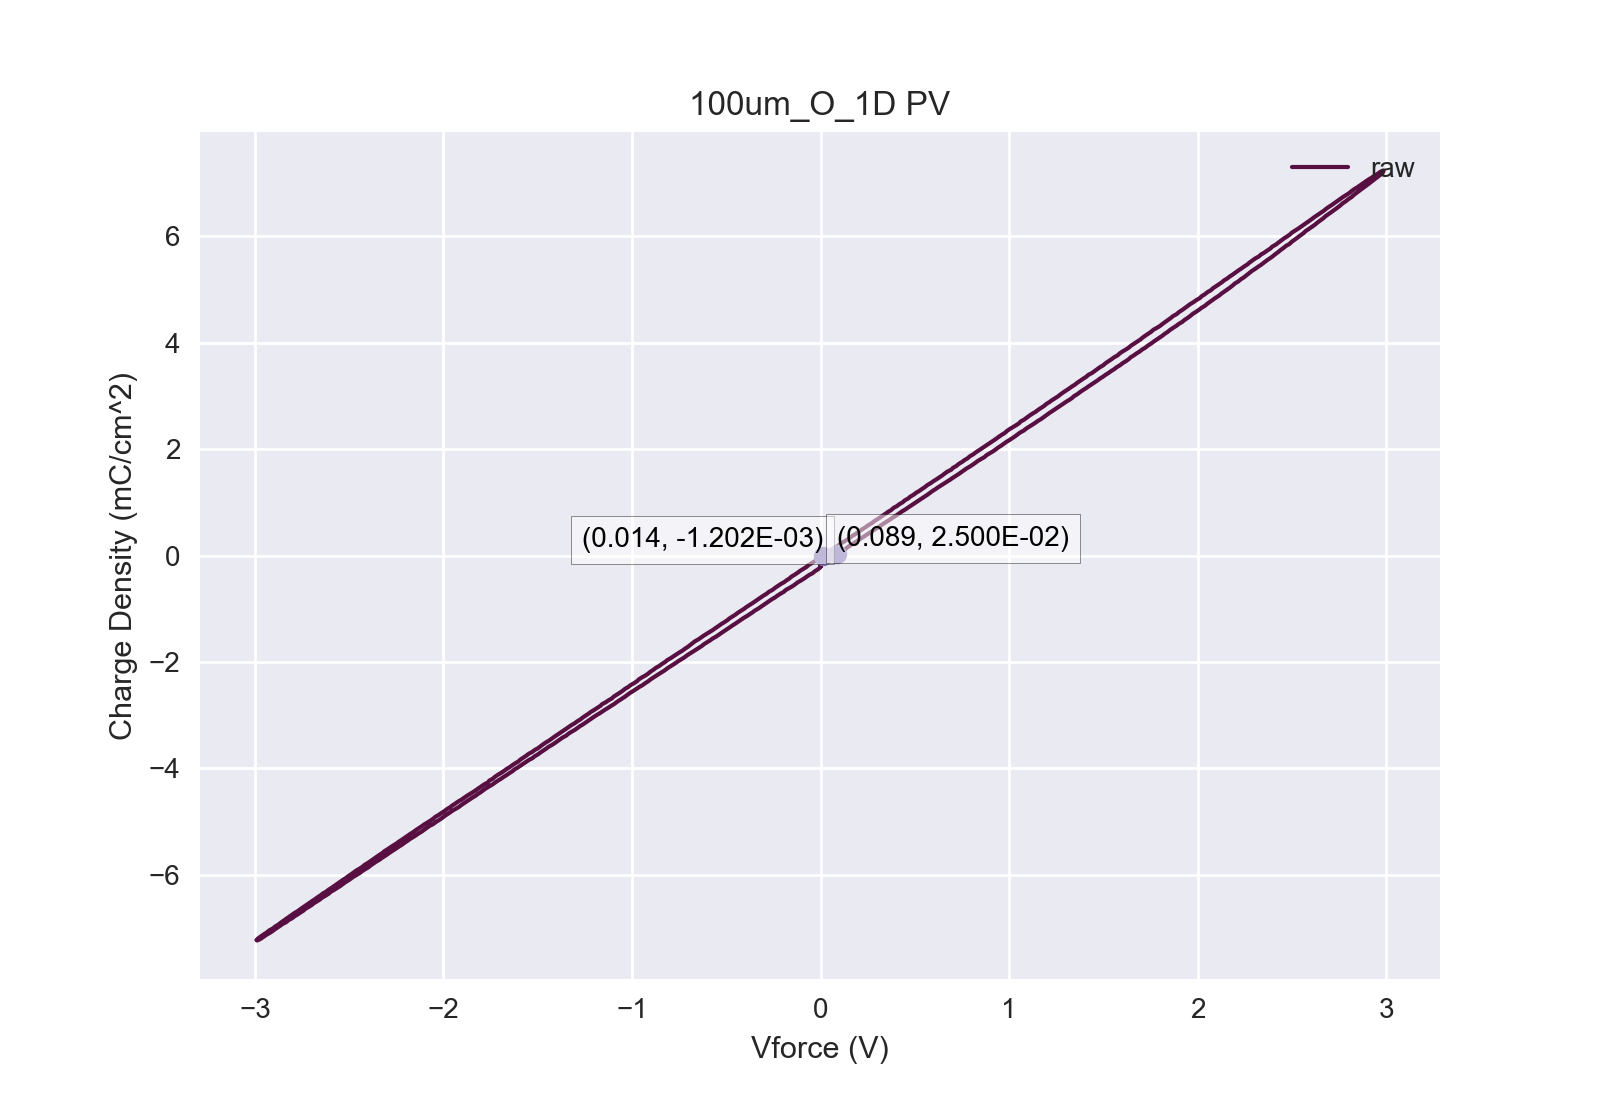 100um_O_1D PV
raw
6
4
2
0
−2
−4
−6
Charge Density (mC/cm^2)
(0.014, -1.202E-03)
(0.089, 2.500E-02)
−3
−2
−1
0
1
2
3
Vforce (V)